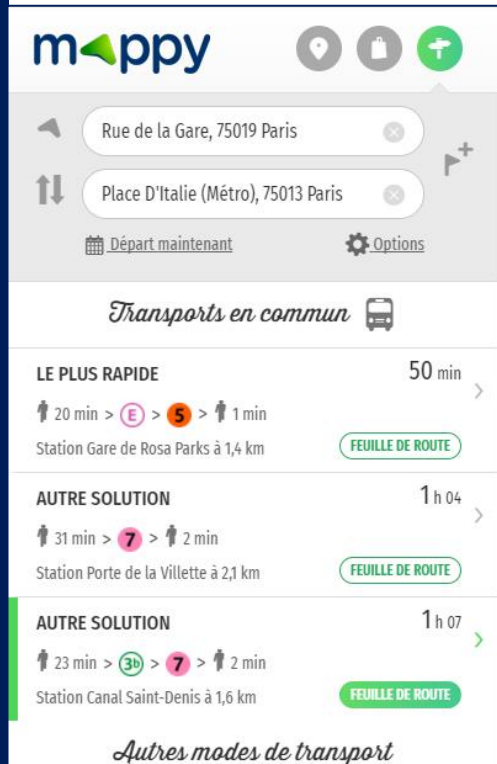 mappy
Rue de la Gare, 75019 Paris
Place D'Italie (Métro), 75013 Paris
Départ maintenant Options
Transports en commun
LE PLUS RAPIDE 50 min
20 min > E > 5 > 1 min
Station Gare de Rosa Parks à 1,4 km FEUILLE DE ROUTE
AUTRE SOLUTION 1 h 04
31 min > 7 > 2 min
Station Porte de la Villette à 2,1 km FEUILLE DE ROUTE
AUTRE SOLUTION 1 h 07
23 min > 3b > 7 > 2 min
Station Canal Saint-Denis à 1,6 km FEUILLE DE ROUTE
Autres modes de transport